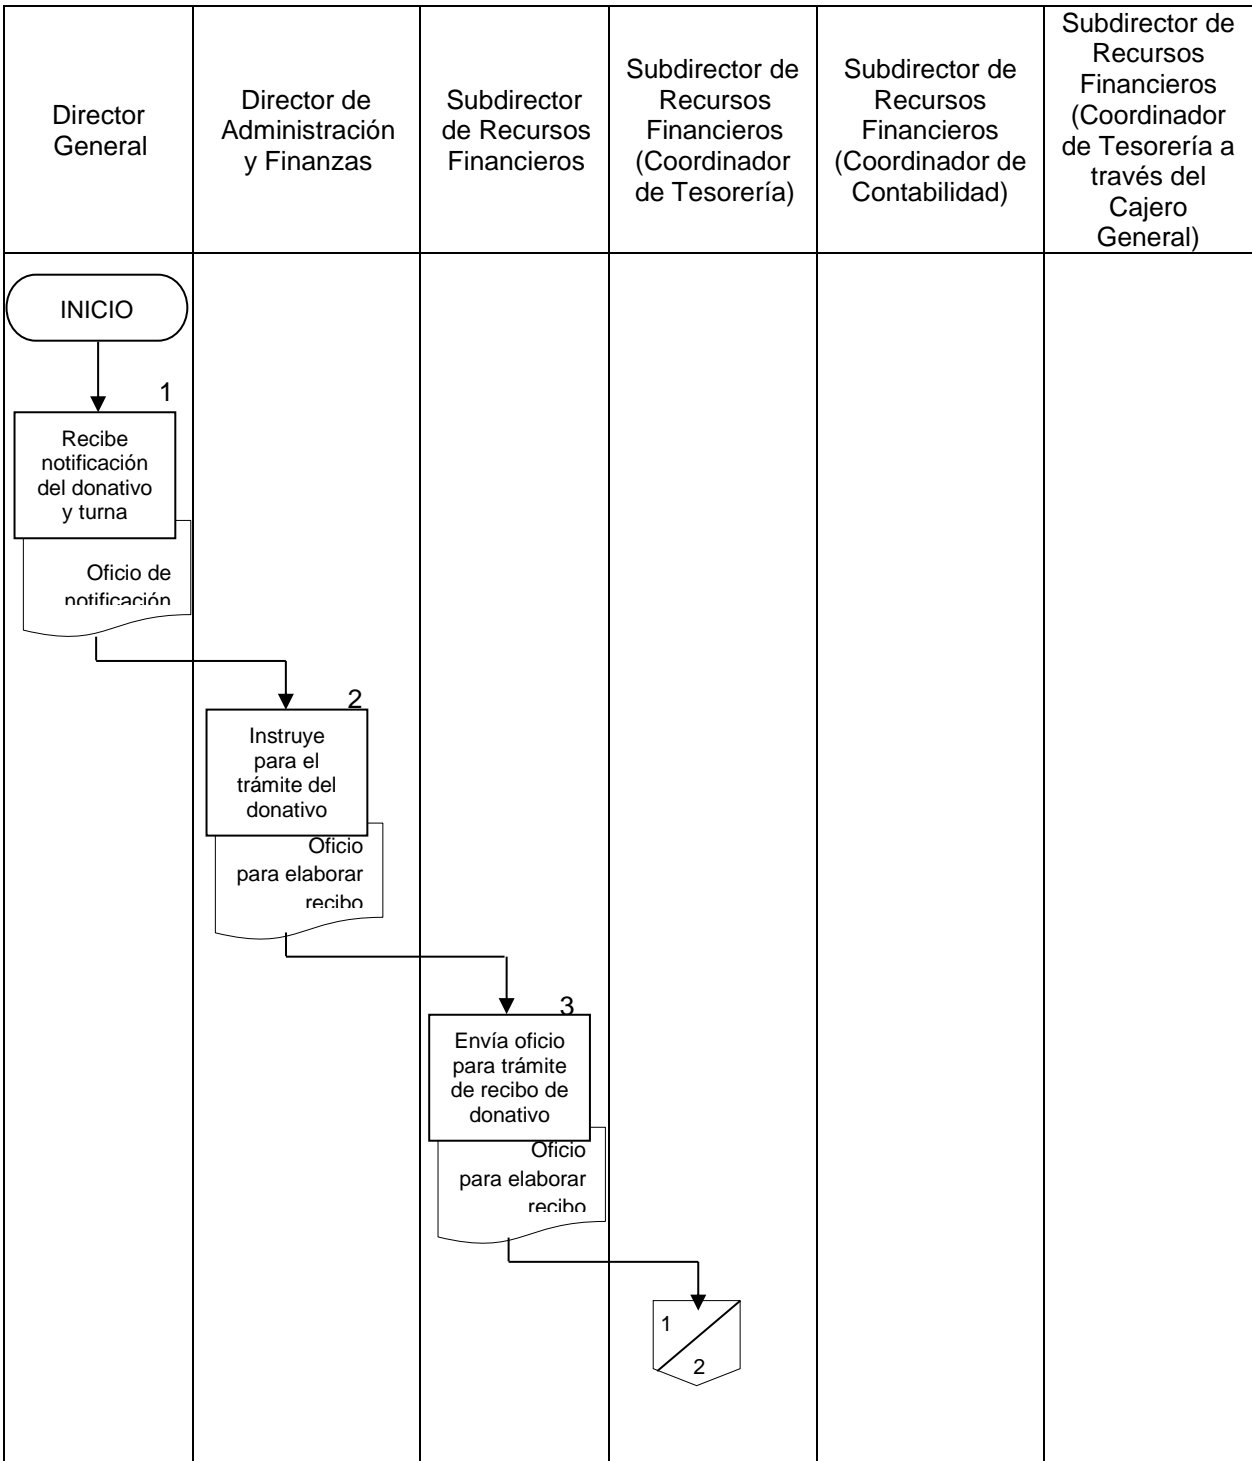 Director
General
Director de
Administración
y Finanzas
Subdirector
de Recursos
Financieros
Subdirector de
Recursos
Financieros
(Coordinador
de Tesorería)
Subdirector de
Recursos
Financieros
(Coordinador de
Contabilidad)
Subdirector de
Recursos
Financieros
(Coordinador
de Tesorería a
través del
Cajero
General)
INICIO
1
Recibe
notificación
del donativo
y turna
Oficio de
notificación
2
Instruye
para el
trámite del
donativo
Oficio
para elaborar
recibo
3
Envía oficio
para trámite
de recibo de
donativo
Oficio
para elaborar
recibo
1
2